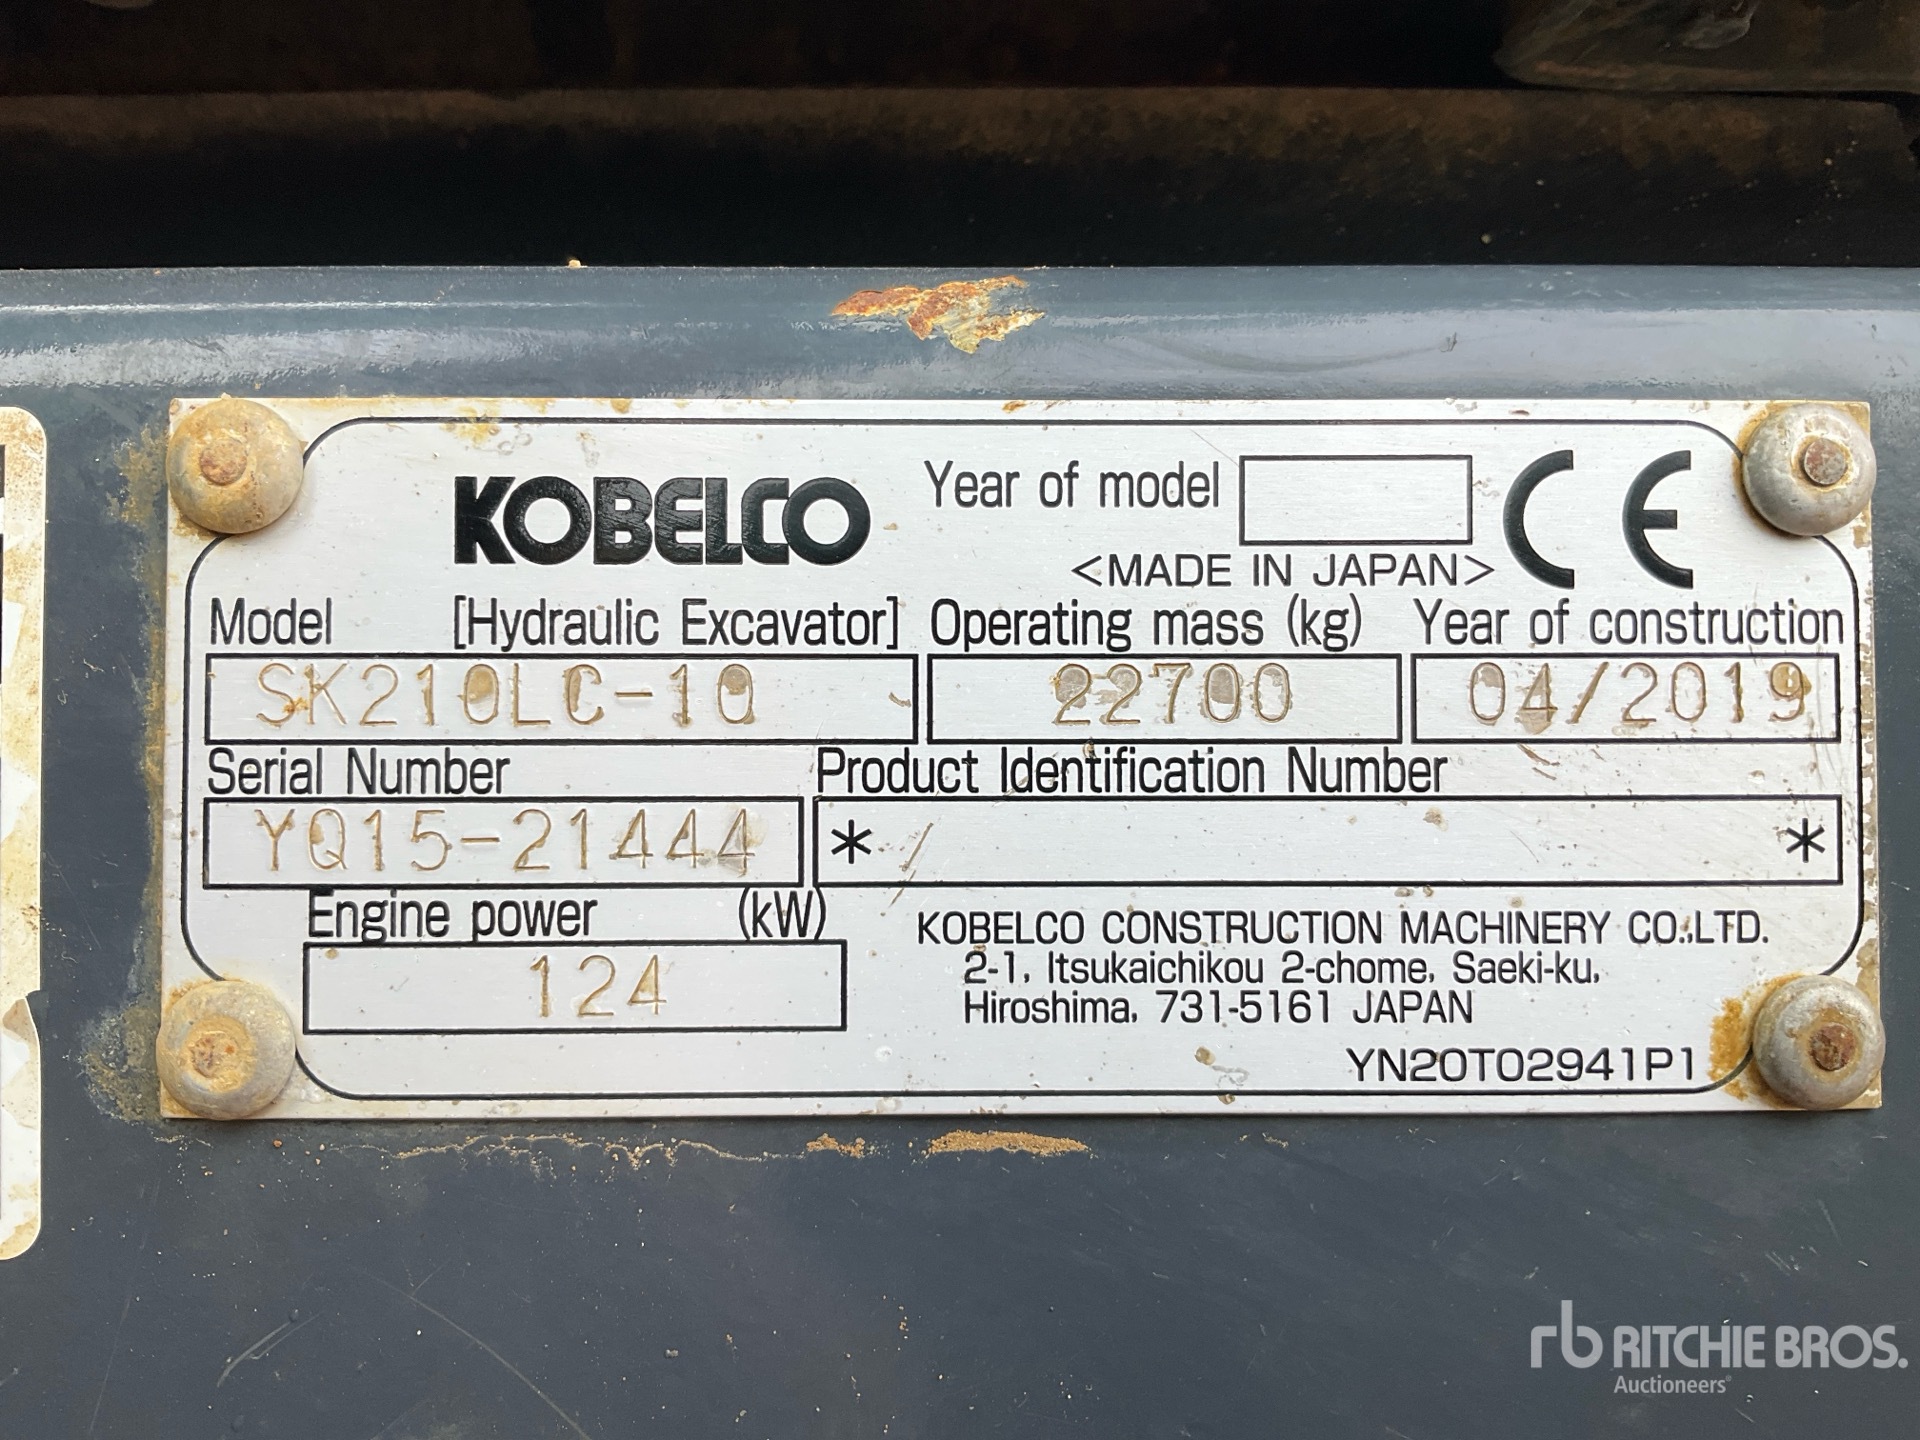 KOBELCO
Year of model
<MADE IN JAPAN>
CE
Model [Hydraulic Excavator] Operating mass (kg) Year of construction
SK210LC-10 22700 04/2019
Serial Number Product Identification Number
YQ15-21444 * *
Engine power (kW)
124
KOBELCO CONSTRUCTION MACHINERY CO.,LTD.
2-1, Itsukaichikou 2-chome, Saeki-ku,
Hiroshima, 731-5161 JAPAN
YN20T02941P1
rb RITCHIE BROS.
Auctioneers®